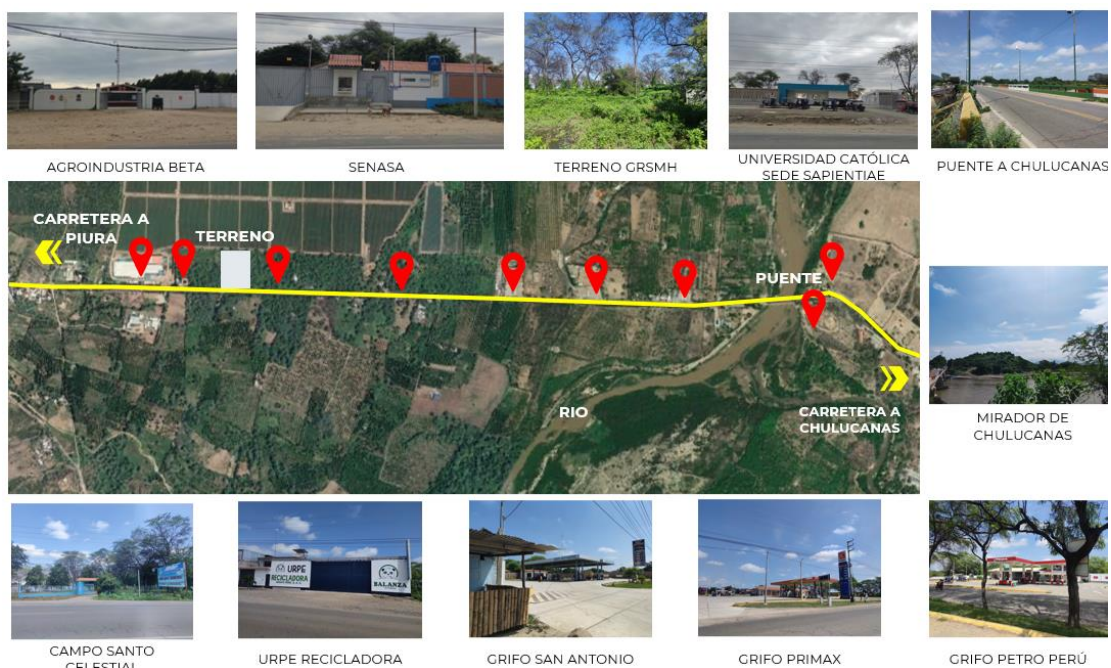 AGROINDUSTRIA BETA
SENASA
TERRENO GRSMH
UNIVERSIDAD CATÓLICA
SEDE SAPIENTIAE
PUENTE A CHULUCANAS
CARRETERA A
PIURA
TERRENO
PUENTE
RIO
CARRETERA A
CHULUCANAS
MIRADOR DE
CHULUCANAS
URPE
RECICLADORA
BALANZA
CAMPO SANTO
CELESTIAL
URPE RECICLADORA
GRIFO SAN ANTONIO
GRIFO PRIMAX
GRIFO PETRO PERÚ